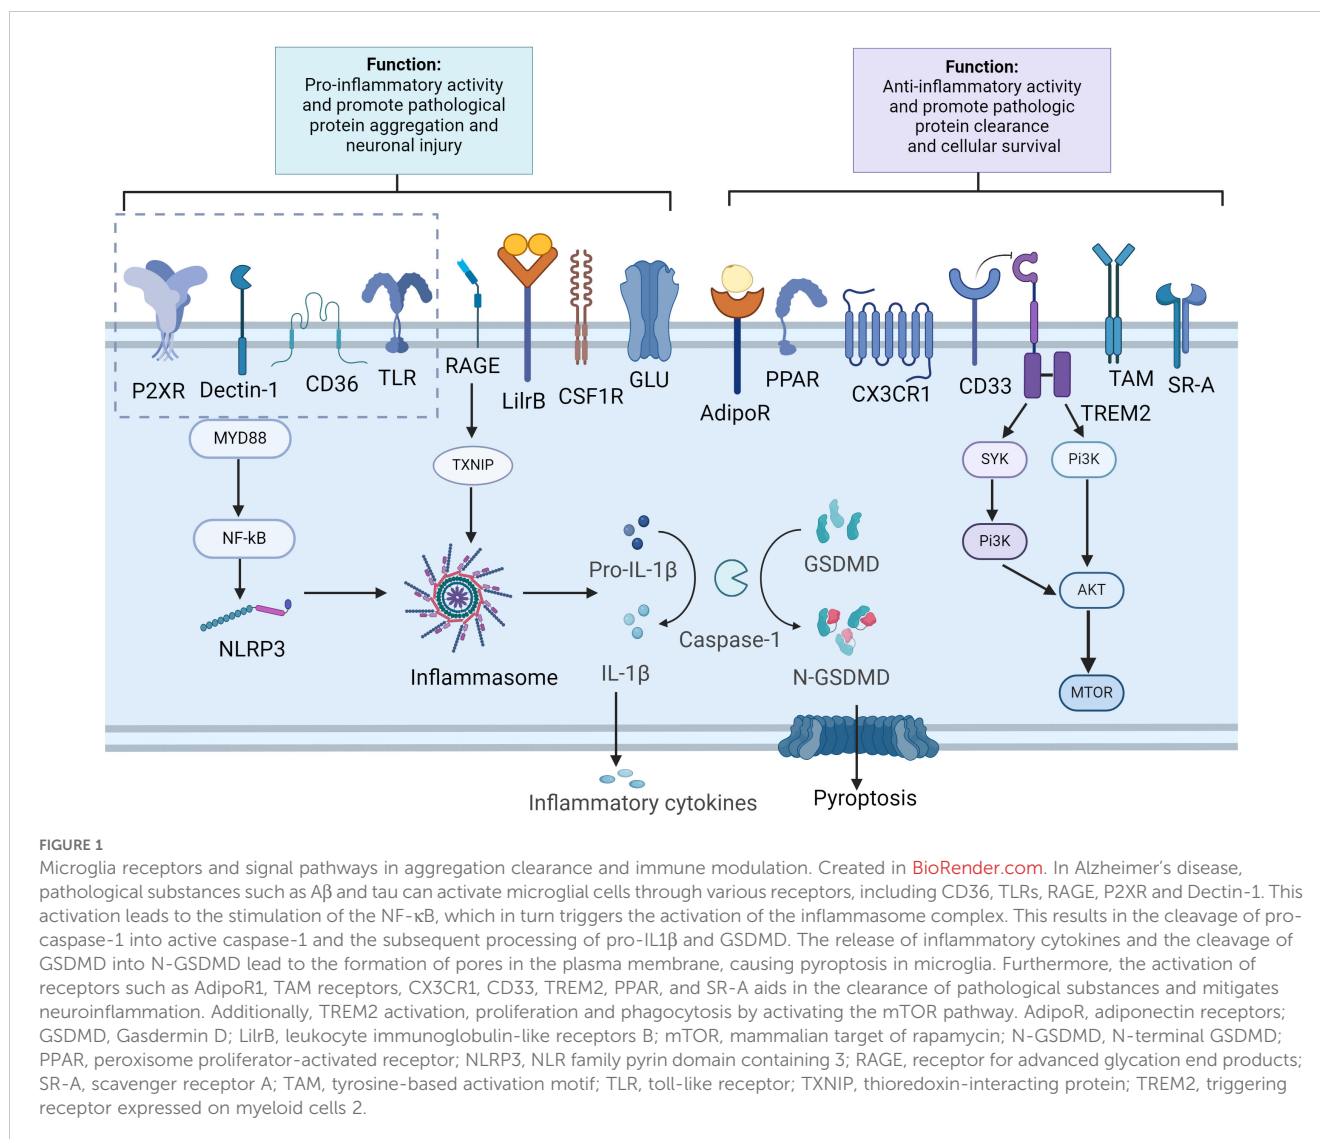 Function:
Pro-inflammatory activity
and promote pathological
protein aggregation and
neuronal injury
Function:
Anti-inflammatory activity
and promote pathologic
protein clearance
and cellular survival
P2XR
Dectin-1
CD36
TLR
RAGE
LilrB
CSF1R
GLU
AdipoR
PPAR
CX3CR1
CD33
TREM2
TAM
SR-A
MYD88
TXNIP
SYK
Pi3K
NF-kB
Pro-IL-1β
GSDMD
Pi3K
AKT
NLRP3
Inflammasome
IL-1β
Caspase-1
N-GSDMD
MTOR
Inflammatory cytokines
Pyroptosis
FIGURE 1
Microglia receptors and signal pathways in aggregation clearance and immune modulation. Created in BioRender.com. In Alzheimer's disease,
pathological substances such as Aβ and tau can activate microglial cells through various receptors, including CD36, TLRs, RAGE, P2XR and Dectin-1. This
activation leads to the stimulation of the NF-κB, which in turn triggers the activation of the inflammasome complex. This results in the cleavage of pro-
caspase-1 into active caspase-1 and the subsequent processing of pro-IL1β and GSDMD. The release of inflammatory cytokines and the cleavage of
GSDMD into N-GSDMD lead to the formation of pores in the plasma membrane, causing pyroptosis in microglia. Furthermore, the activation of
receptors such as AdipoR1, TAM receptors, CX3CR1, CD33, TREM2, PPAR, and SR-A aids in the clearance of pathological substances and mitigates
neuroinflammation. Additionally, TREM2 activation, proliferation and phagocytosis by activating the mTOR pathway. AdipoR, adiponectin receptors;
GSDMD, Gasdermin D; LilrB, leukocyte immunoglobulin-like receptors B; mTOR, mammalian target of rapamycin; N-GSDMD, N-terminal GSDMD;
PPAR, peroxisome proliferator-activated receptor; NLRP3, NLR family pyrin domain containing 3; RAGE, receptor for advanced glycation end products;
SR-A, scavenger receptor A; TAM, tyrosine-based activation motif; TLR, toll-like receptor; TXNIP, thioredoxin-interacting protein; TREM2, triggering
receptor expressed on myeloid cells 2.